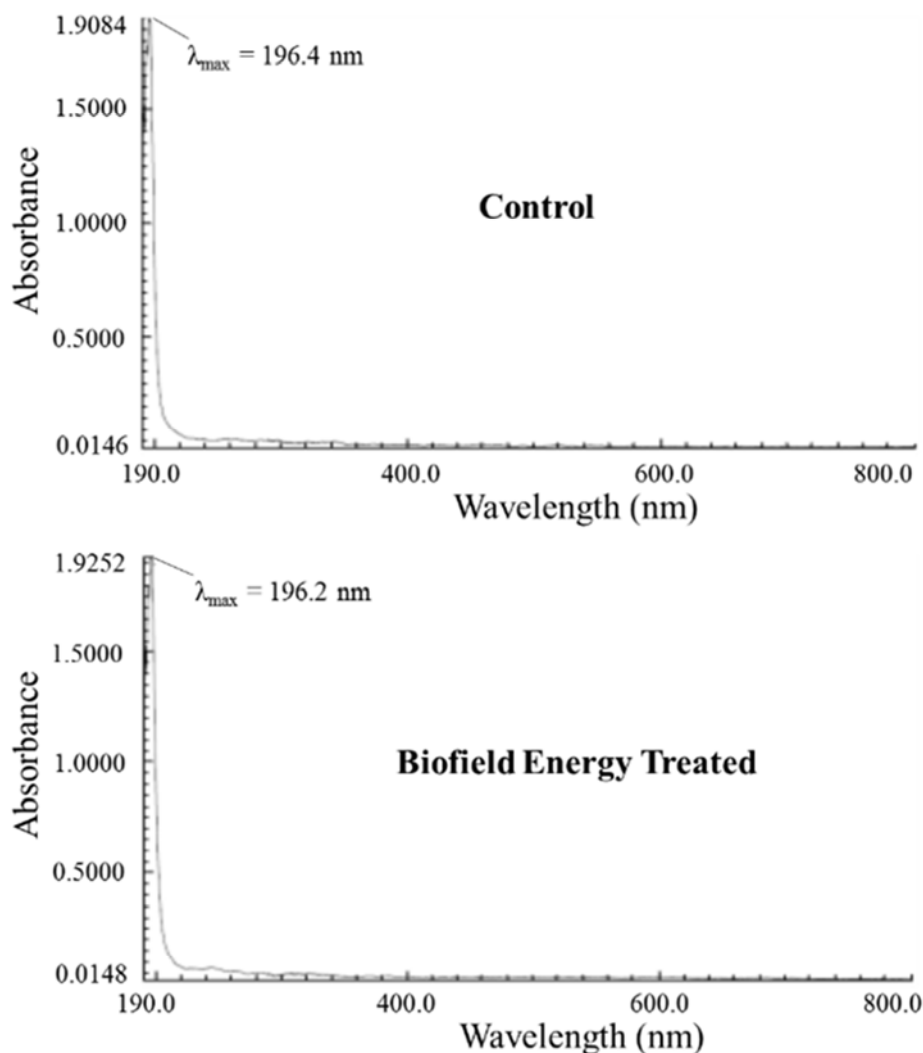 1.9084
λmax = 196.4 nm
1.5000
Control
1.0000
0.5000
0.0146
190.0 400.0 600.0 800.0
Absorbance
Wavelength (nm)
1.9252
λmax = 196.2 nm
1.5000
1.0000
Biofield Energy Treated
0.5000
0.0148
190.0 400.0 600.0 800.0
Absorbance
Wavelength (nm)